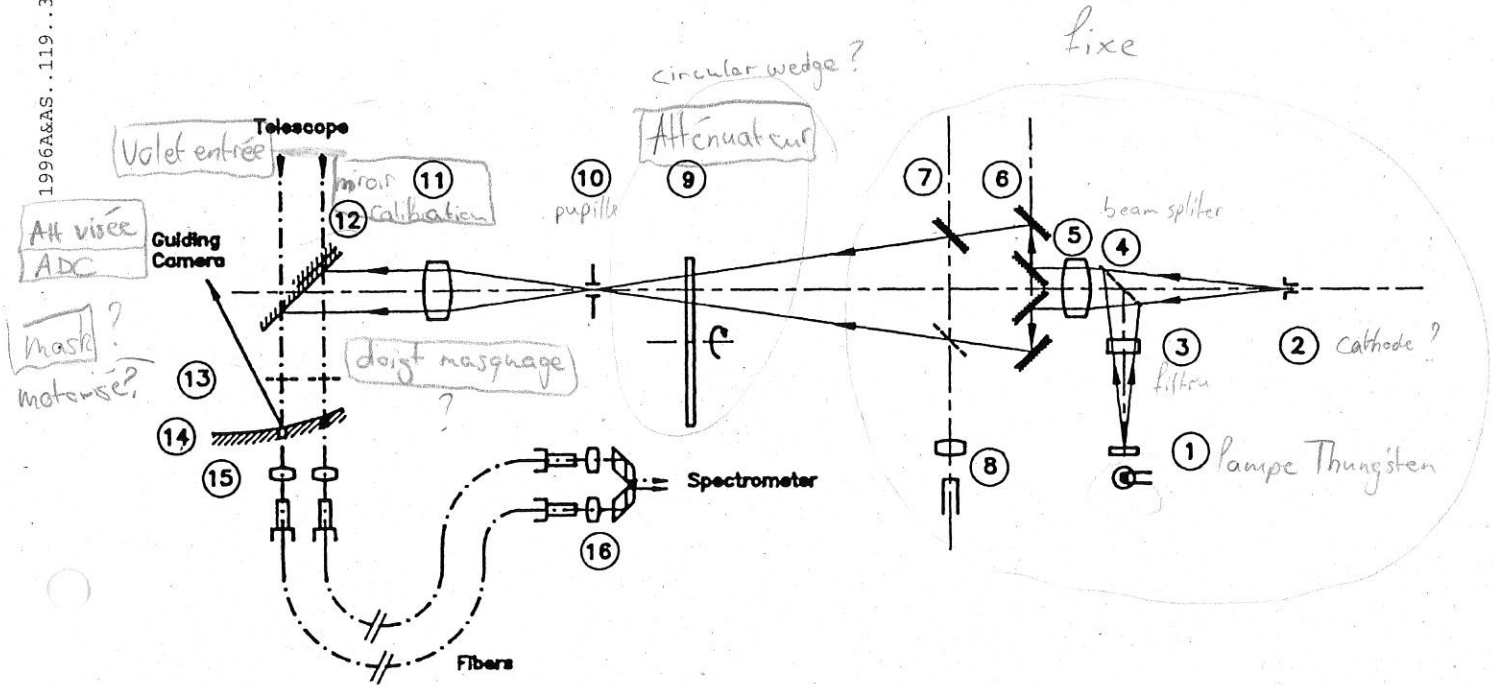 1996A&AS..119..3
fixe
circular wedge ?
Atténuateur
Telescope
Volet entrée
miroir
calibration
11
12
10
pupille
9
7
6
beam spliter
5
4
Att visée
ADC
Guiding
Camera
mask ?
motorisé?
13
doigt masquage
?
3
filtre
2
cathode ?
14
15
8
1
lampe Thungsten
Spectrometer
16
Fibers